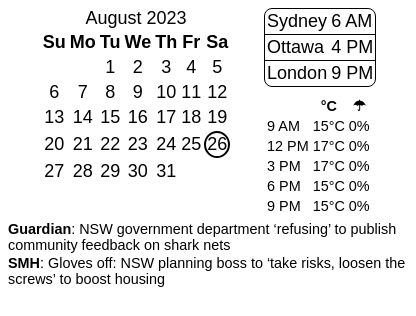 August 2023
Su Mo Tu We Th Fr Sa
1 2 3 4 5
6 7 8 9 10 11 12
13 14 15 16 17 18 19
20 21 22 23 24 25 26
27 28 29 30 31
Sydney 6 AM
Ottawa 4 PM
London 9 PM
°C ☂
9 AM 15°C 0%
12 PM 17°C 0%
3 PM 17°C 0%
6 PM 15°C 0%
9 PM 15°C 0%
Guardian: NSW government department ‘refusing’ to publish
community feedback on shark nets
SMH: Gloves off: NSW planning boss to ‘take risks, loosen the
screws’ to boost housing